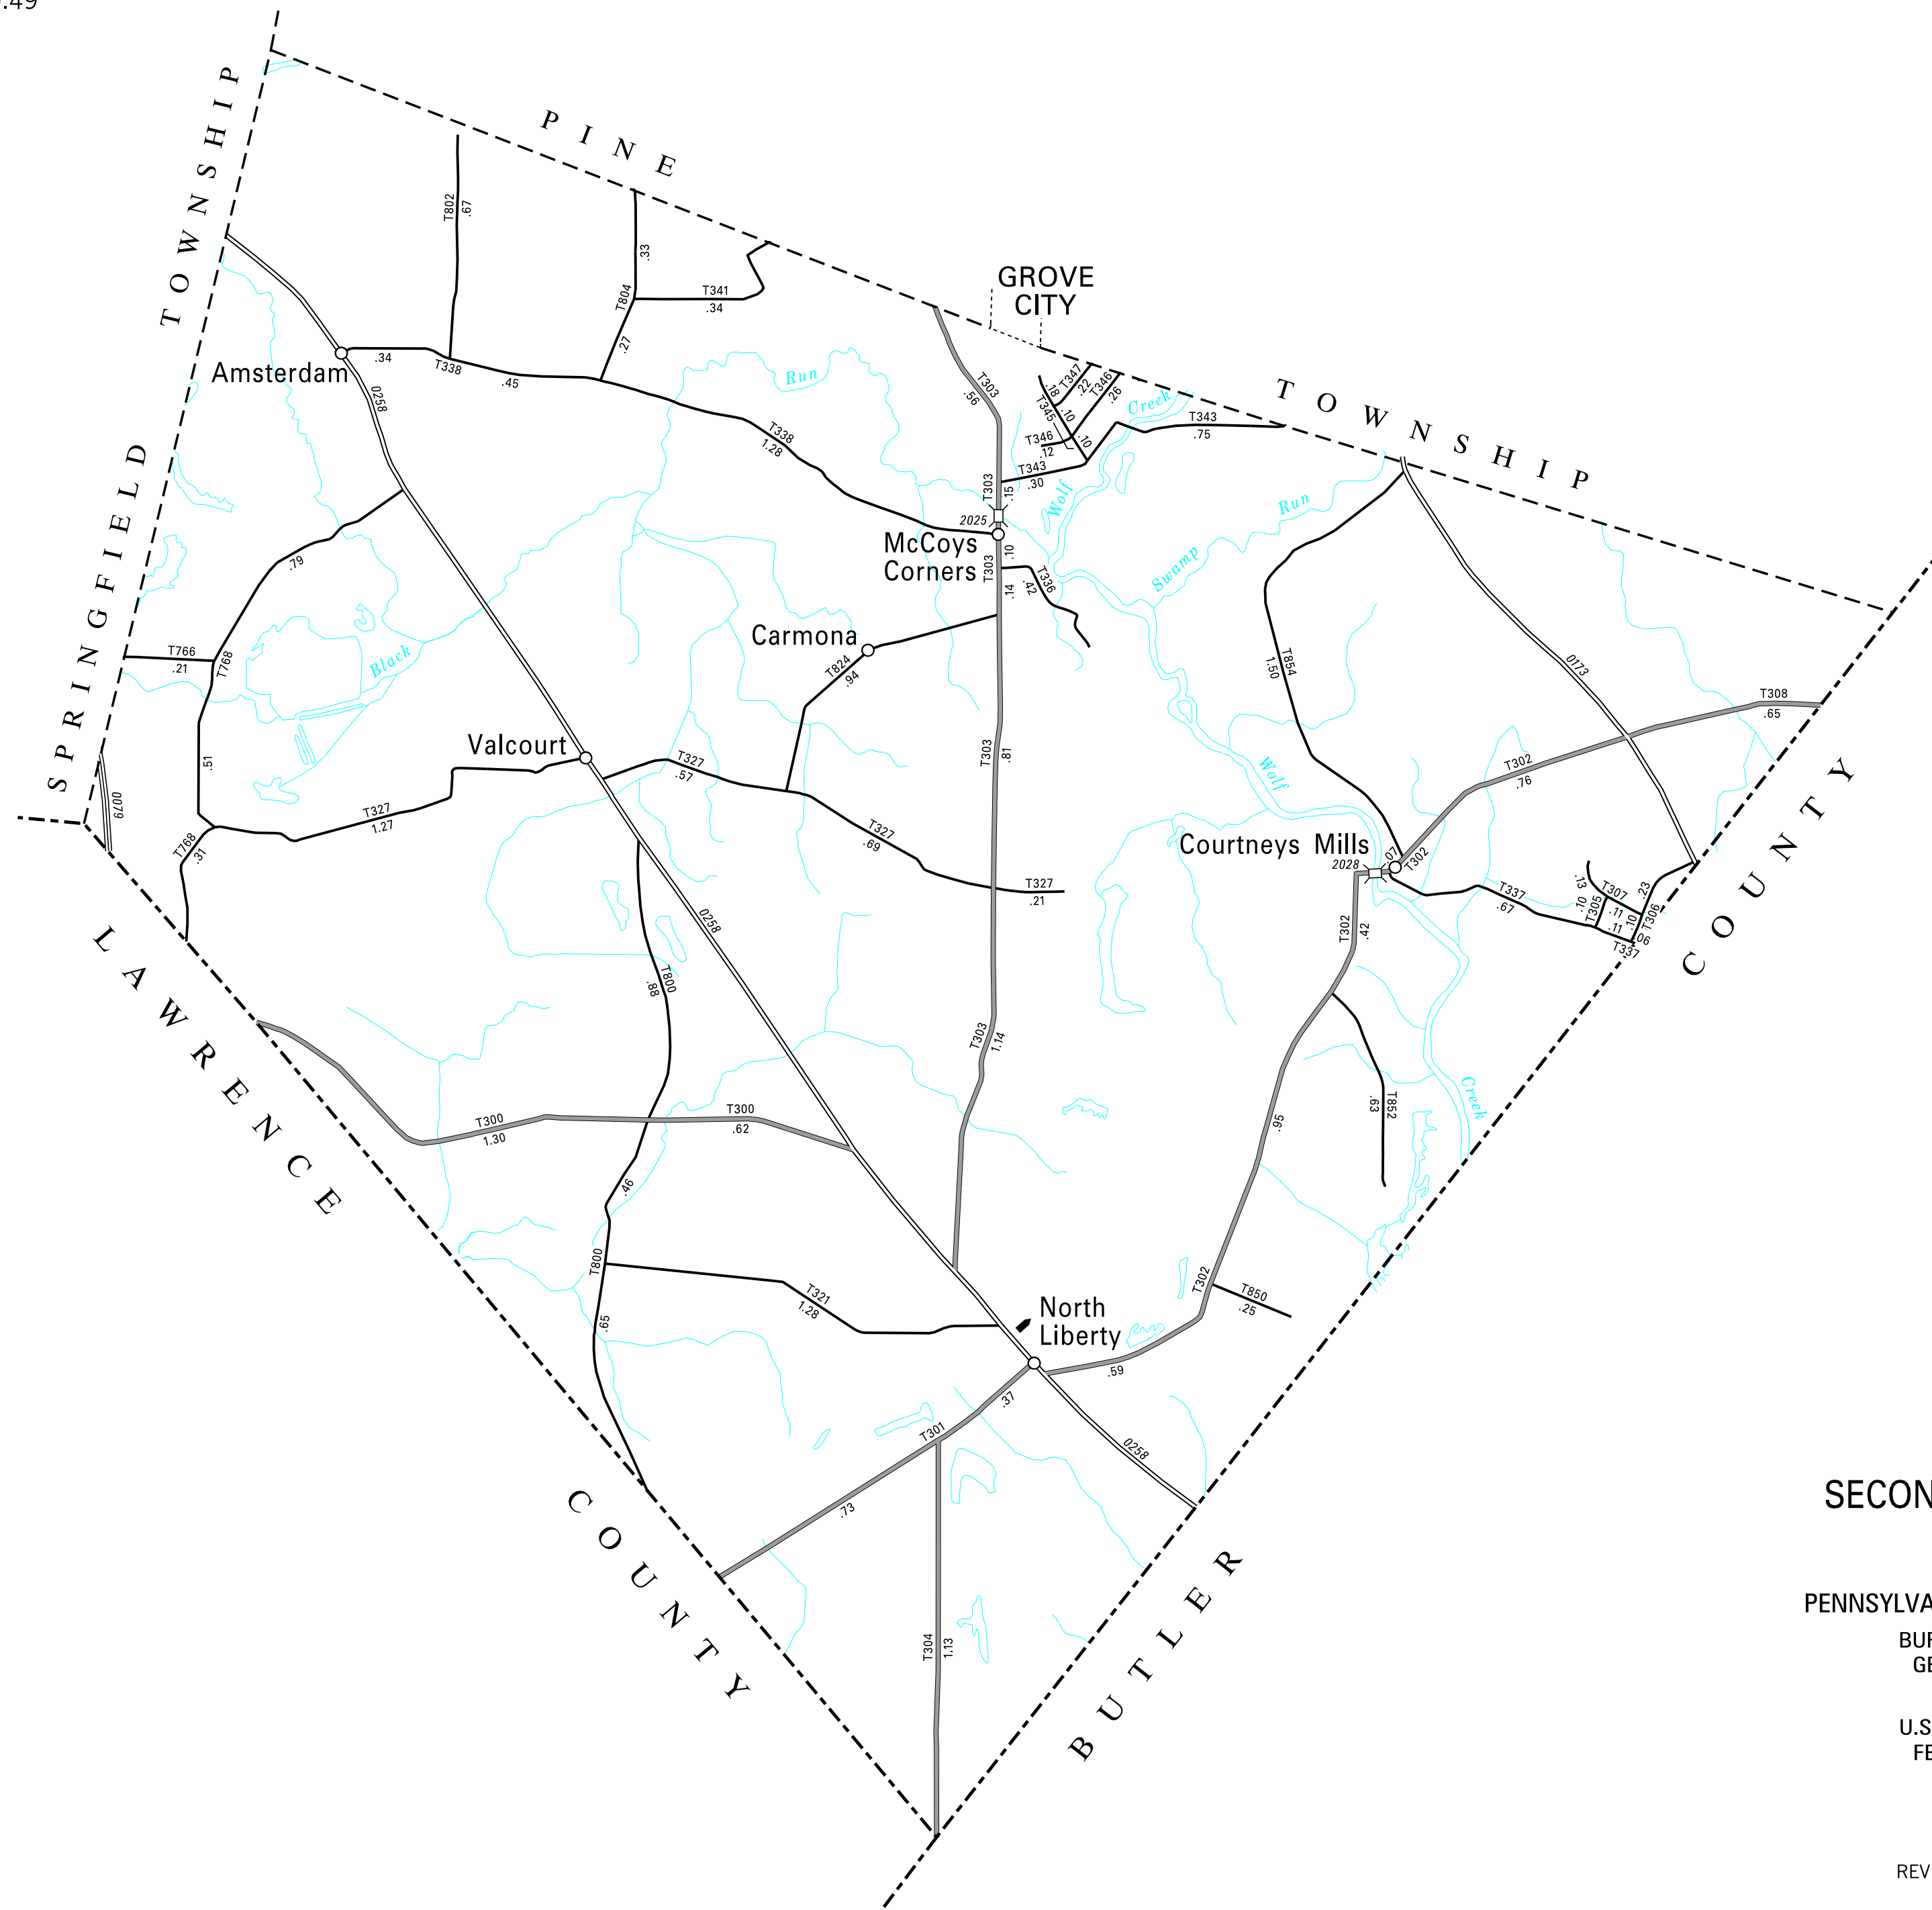 .49
PINE
TOWNSHIP
SPRINGFIELD
TOWNSHIP
GROVE
CITY
T802
.67
.33
T804
.27
T341
.34
Amsterdam
0258
.34
T338
.45
T338
1.28
Run
T303
.56
T303
.15
.18
T347
.22
T345
.10
T346
.26
T346
.12
.10
Creek
T343
.75
T343
.30
Wolf
2025
McCoys
Corners
.10
T303
.14
T336
.42
Run
Swamp
.79
T766
.21
T768
Black
Carmona
T824
.94
T854
1.50
0173
T308
.65
0079
.51
Valcourt
T327
.57
T303
.81
Wolf
T302
.76
T327
1.27
T768
.31
T327
.69
T327
.21
Courtneys Mills
2028
.07
T302
T337
.67
.13
T307
.10
T305
.11
.11
.23
.10
T306
.06
T337
COUNTY
T302
.42
0258
T800
.88
LAWRENCE
T303
1.14
.95
T852
.63
Creek
T300
1.30
T300
.62
.46
T800
T321
1.28
.65
T302
T850
.25
North
Liberty
.59
.37
T301
0258
.73
T304
1.13
COUNTY
BUTLER
SECON
PENNSYLVA
BUR
GE
U.S
FE
REV